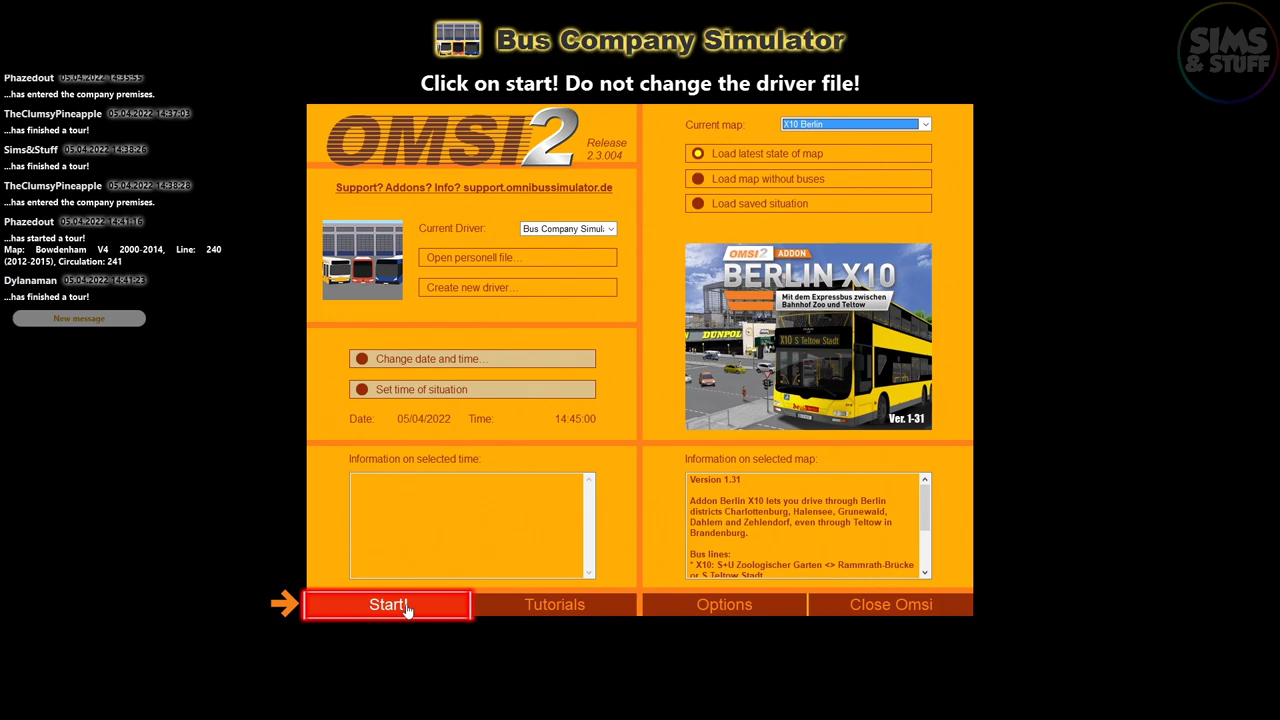 Bus Company Simulator
SIMS
& STUFF
Click on start! Do not change the driver file!
Phazedout 05.04.2022 14:35:55
...has entered the company premises.
TheClumsyPineapple 05.04.2022 14:37:03
...has finished a tour!
Sims&Stuff 05.04.2022 14:38:26
...has finished a tour!
TheClumsyPineapple 05.04.2022 14:38:28
...has entered the company premises.
Phazedout 05.04.2022 14:41:16
...has started a tour!
Map: Bowdenham V4 2000-2014, Line: 240
(2012-2015), Circulation: 241
Dylanaman 05.04.2022 14:41:23
...has finished a tour!
New message
OMSI 2
Release
2.3.004
Support? Addons? Info? support.omnibussimulator.de
Current Driver:
Bus Company Simul
Open personell file...
Create new driver...
Change date and time...
Set time of situation
Date: 05/04/2022 Time: 14:45:00
Information on selected time:
Current map:
X10 Berlin
Load latest state of map
Load map without buses
Load saved situation
OMSI 2 ADDON
BERLIN X10
Mit dem Expressbus zwischen
Bahnhof Zoo und Teltow
DUNPOL
X10 S Teltow Stadt
Ver. 1-31
Information on selected map:
Version 1.31
Addon Berlin X10 lets you drive through Berlin
districts Charlottenburg, Halensee, Grunewald,
Dahlem and Zehlendorf, even through Teltow in
Brandenburg.
Bus lines:
* X10: S+U Zoologischer Garten <> Rammrath-Brücke
or S Teltow Stadt
Start!
Tutorials
Options
Close Omsi